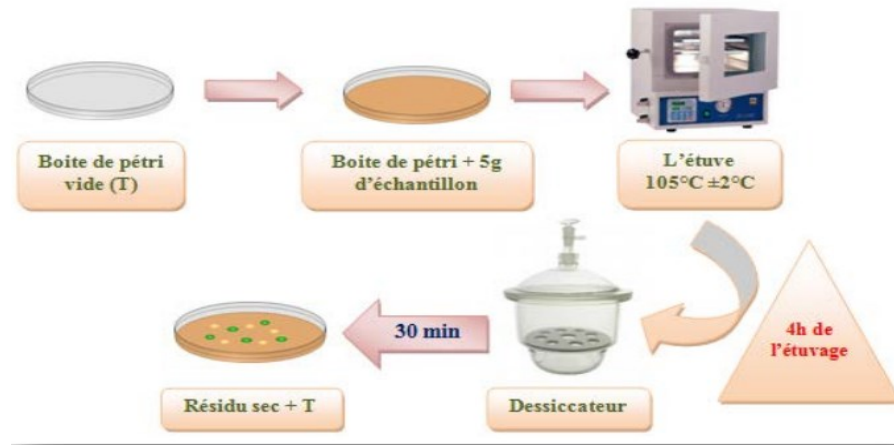 Boite de pétri
vide (T)
Boite de pétri + 5g
d'échantillon
L'étuve
105°C ±2°C
4h de
l'étuvage
30 min
Résidu sec + T
Dessiccateur